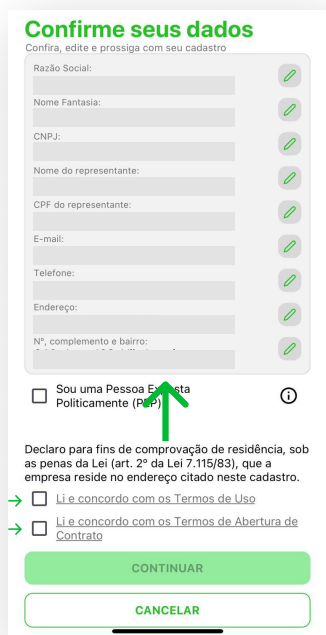 Confirme seus dados
Confira, edite e prossiga com seu cadastro
Razão Social:
Nome Fantasia:
CNPJ:
Nome do representante:
CPF do representante:
E-mail:
Telefone:
Endereço:
Nº, complemento e bairro:
Sou uma Pessoa Exposta
Politicamente (PEP)
Declaro para fins de comprovação de residência, sob
as penas da Lei (art. 2º da Lei 7.115/83), que a
empresa reside no endereço citado neste cadastro.
Li e concordo com os Termos de Uso
Li e concordo com os Termos de Abertura de
Contrato
CONTINUAR
CANCELAR